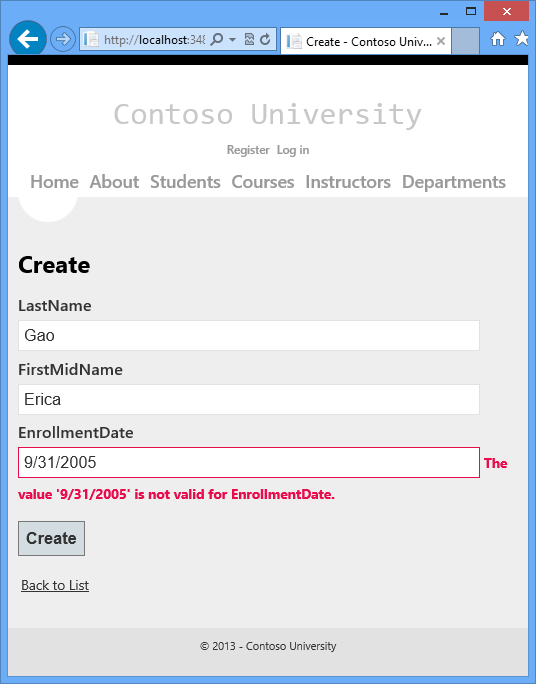 http://localhost:348
Create - Contoso Univ...
Contoso University
Register Log in
Home About Students Courses Instructors Departments
Create
LastName
Gao
FirstMidName
Erica
EnrollmentDate
9/31/2005 The
value '9/31/2005' is not valid for EnrollmentDate.
Create
Back to List
© 2013 - Contoso University